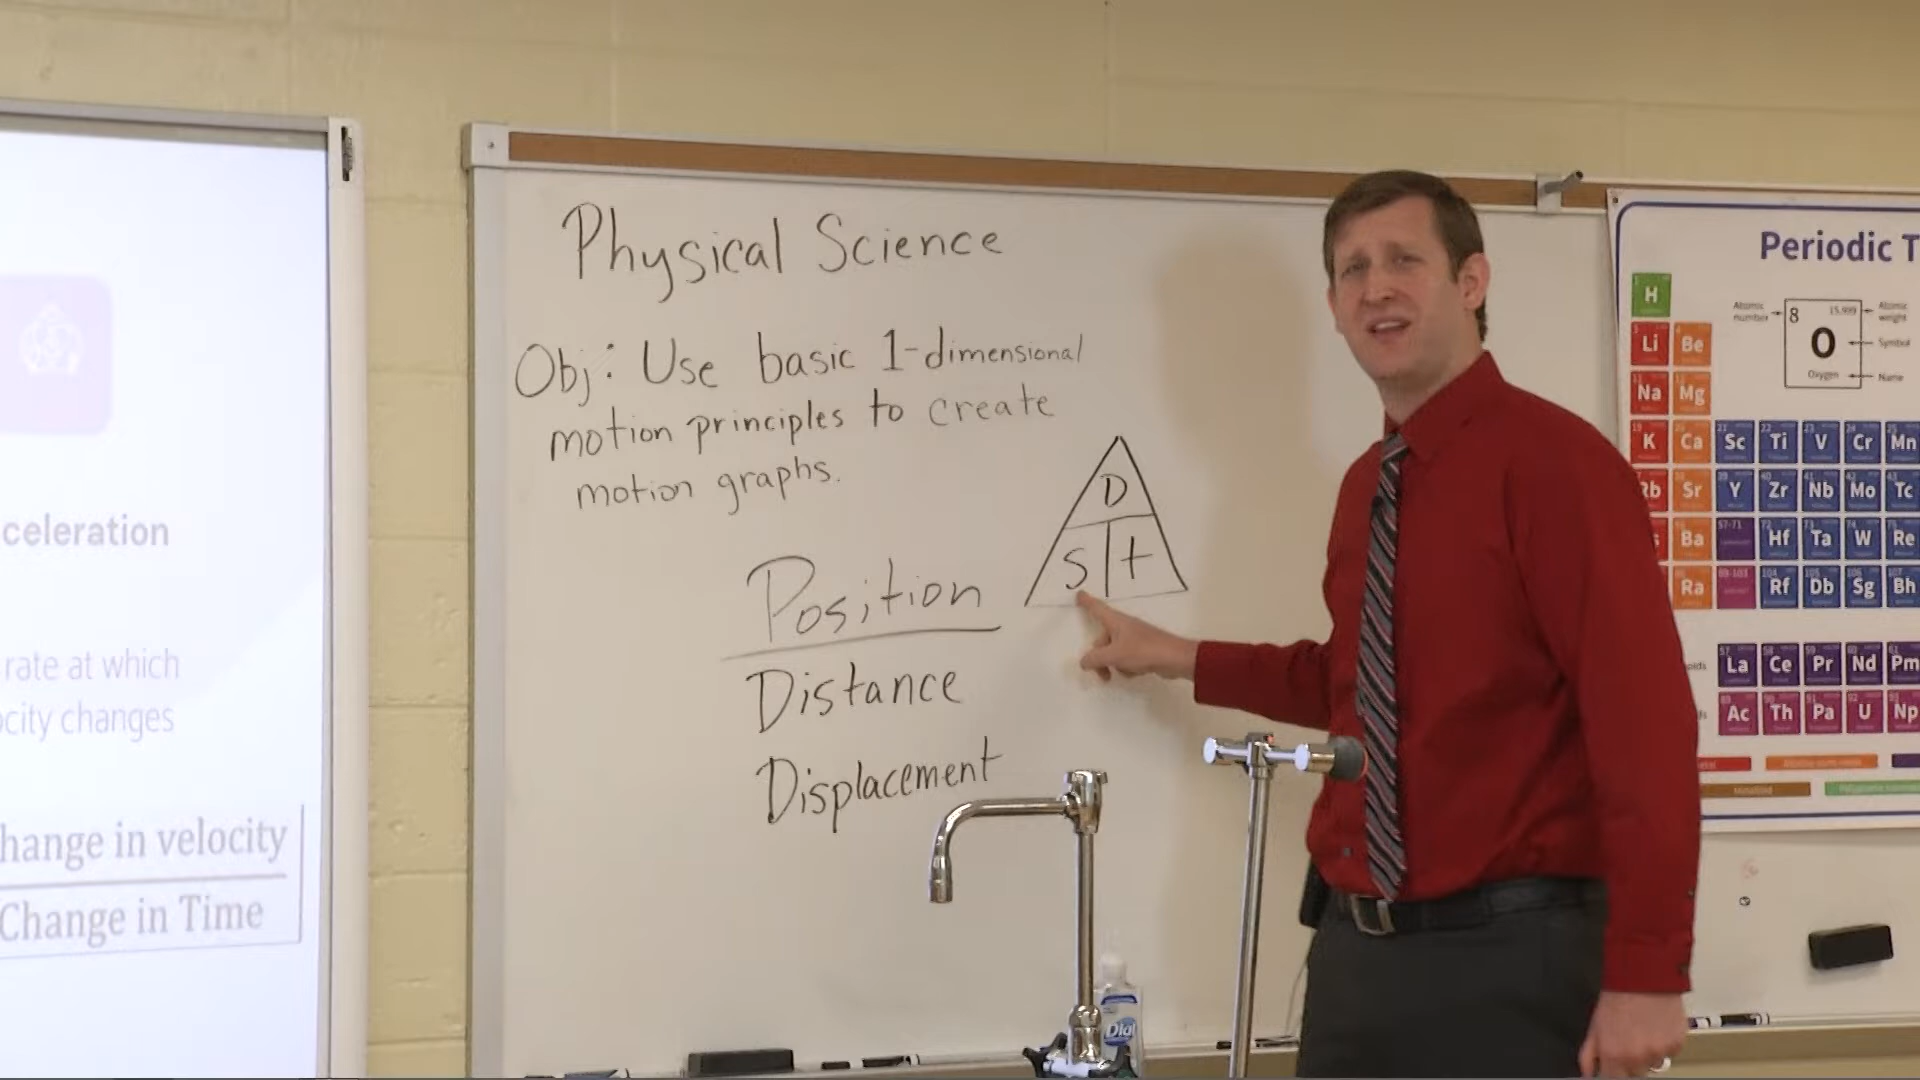 celeration
rate at which
city changes
hange in velocity
Change in Time
Physical Science
Obj: Use basic 1-dimensional
motion principles to create
motion graphs.
D
S t
Position
Distance
Displacement
Dial
Periodic T
H
Atomic number
8
15.999
Atomic weight
O
Symbol
Oxygen
Name
Li Be
Na Mg
K Ca Sc Ti V Cr Mn
Rb Sr Y Zr Nb Mo Tc
Ba Hf Ta W Re
Ra Rf Db Sg Bh
La Ce Pr Nd Pm
Ac Th Pa U Np